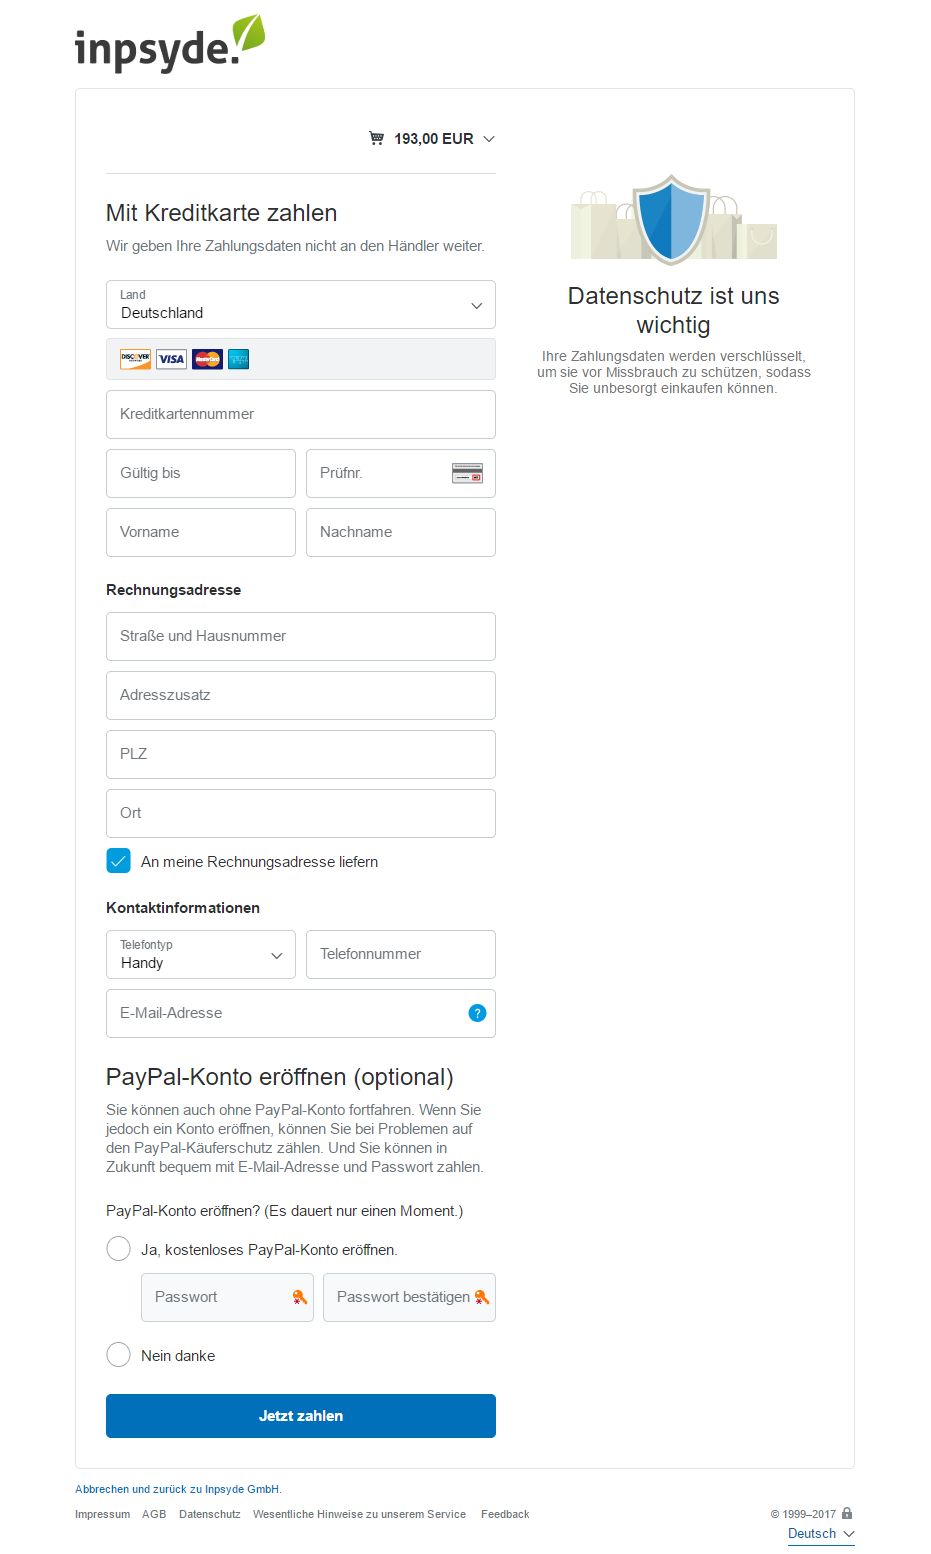 inpsyde.
193,00 EUR
Mit Kreditkarte zahlen
Wir geben Ihre Zahlungsdaten nicht an den Händler weiter.
Land
Deutschland
DISCOVER VISA MasterCard
Kreditkartennummer
Gültig bis
Prüfnr.
Vorname
Nachname
Rechnungsadresse
Straße und Hausnummer
Adresszusatz
PLZ
Ort
An meine Rechnungsadresse liefern
Kontaktinformationen
Telefontyp
Handy
Telefonnummer
E-Mail-Adresse
?
PayPal-Konto eröffnen (optional)
Sie können auch ohne PayPal-Konto fortfahren. Wenn Sie
jedoch ein Konto eröffnen, können Sie bei Problemen auf
den PayPal-Käuferschutz zählen. Und Sie können in
Zukunft bequem mit E-Mail-Adresse und Passwort zahlen.
PayPal-Konto eröffnen? (Es dauert nur einen Moment.)
Ja, kostenloses PayPal-Konto eröffnen.
Passwort
Passwort bestätigen
Nein danke
Jetzt zahlen
Datenschutz ist uns
wichtig
Ihre Zahlungsdaten werden verschlüsselt,
um sie vor Missbrauch zu schützen, sodass
Sie unbesorgt einkaufen können.
Abbrechen und zurück zu Inpsyde GmbH.
Impressum AGB Datenschutz Wesentliche Hinweise zu unserem Service Feedback
© 1999–2017
Deutsch